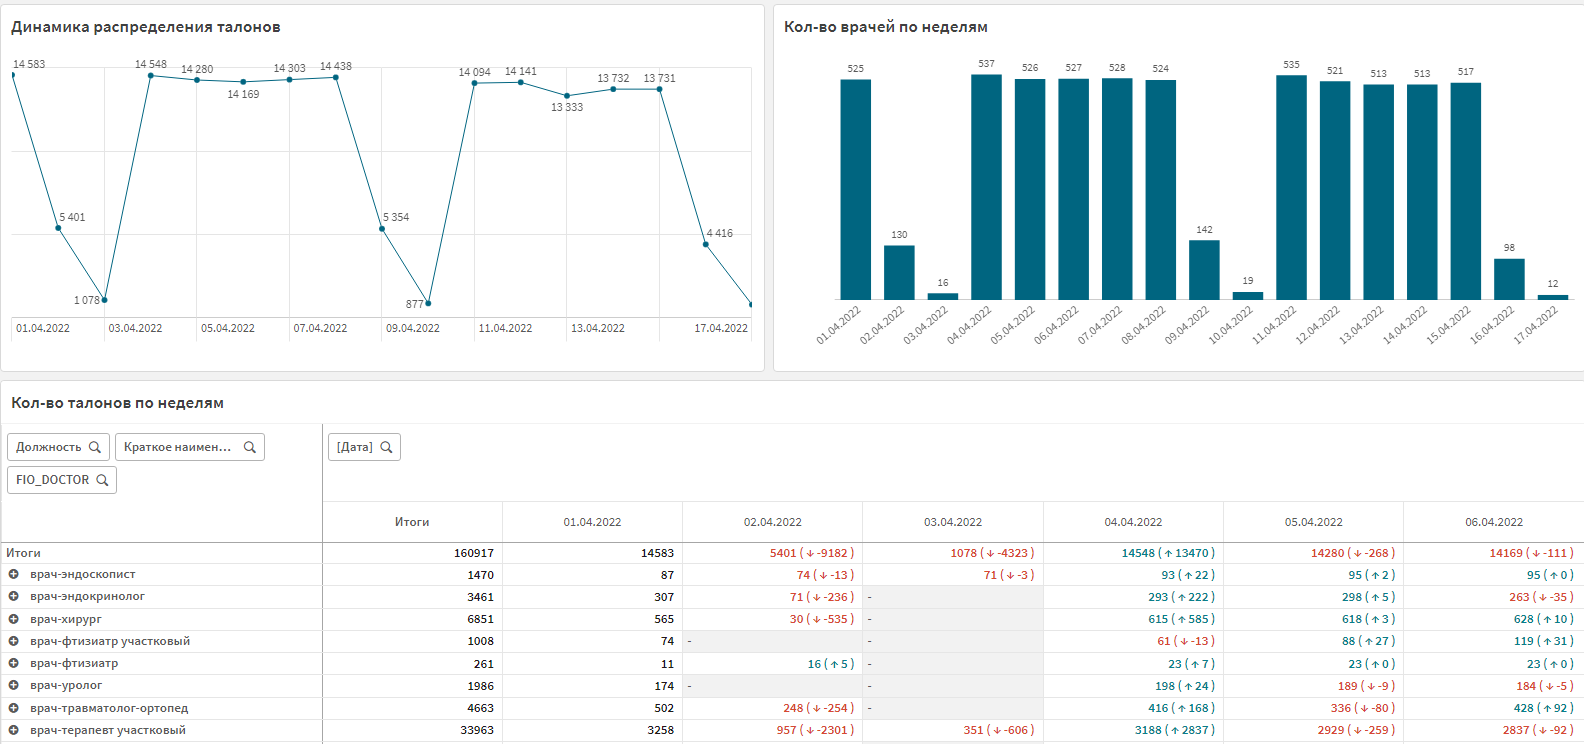 Динамика распределения талонов
14 583
14 548
14 280
14 169
14 303
14 438
14 094
14 141
13 333
13 732
13 731
5 401
5 354
4 416
1 078
877
01.04.2022 03.04.2022 05.04.2022 07.04.2022 09.04.2022 11.04.2022 13.04.2022 17.04.2022
Кол-во врачей по неделям
525 130 16 537 526 527 528 524 142 19 535 521 513 513 517 98 12
01.04.2022 02.04.2022 03.04.2022 04.04.2022 05.04.2022 06.04.2022 07.04.2022 08.04.2022 09.04.2022 10.04.2022 11.04.2022 12.04.2022 13.04.2022 14.04.2022 15.04.2022 16.04.2022 17.04.2022
Кол-во талонов по неделям
Должность Краткое наимен... [Дата]
FIO_DOCTOR
Итоги 01.04.2022 02.04.2022 03.04.2022 04.04.2022 05.04.2022 06.04.2022
Итоги 160917 14583 5401 (↓ -9182 ) 1078 (↓ -4323 ) 14548 (↑ 13470 ) 14280 (↓ -268 ) 14169 (↓ -111 )
врач-эндоскопист 1470 87 74 (↓ -13 ) 71 (↓ -3 ) 93 (↑ 22 ) 95 (↑ 2 ) 95 (↑ 0 )
врач-эндокринолог 3461 307 71 (↓ -236 ) - 293 (↑ 222 ) 298 (↑ 5 ) 263 (↓ -35 )
врач-хирург 6851 565 30 (↓ -535 ) - 615 (↑ 585 ) 618 (↑ 3 ) 628 (↑ 10 )
врач-фтизиатр участковый 1008 74 - - 61 (↓ -13 ) 88 (↑ 27 ) 119 (↑ 31 )
врач-фтизиатр 261 11 16 (↑ 5 ) - 23 (↑ 7 ) 23 (↑ 0 ) 23 (↑ 0 )
врач-уролог 1986 174 - - 198 (↑ 24 ) 189 (↓ -9 ) 184 (↓ -5 )
врач-травматолог-ортопед 4663 502 248 (↓ -254 ) - 416 (↑ 168 ) 336 (↓ -80 ) 428 (↑ 92 )
врач-терапевт участковый 33963 3258 957 (↓ -2301 ) 351 (↓ -606 ) 3188 (↑ 2837 ) 2929 (↓ -259 ) 2837 (↓ -92 )